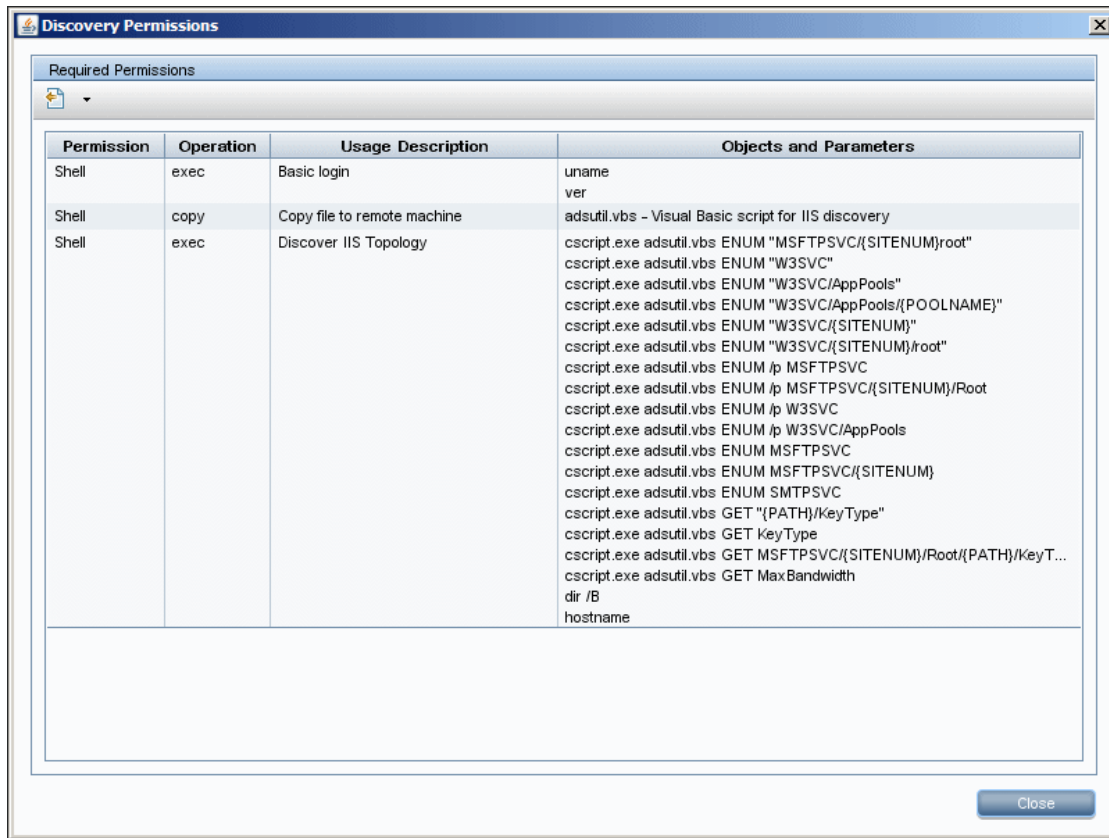 Discovery Permissions
Required Permissions
Permission Operation Usage Description Objects and Parameters
Shell exec Basic login uname
ver
Shell copy Copy file to remote machine adsutil.vbs – Visual Basic script for IIS discovery
Shell exec Discover IIS Topology cscript.exe adsutil.vbs ENUM "MSFTPSVC/{SITENUM}root"
cscript.exe adsutil.vbs ENUM "W3SVC"
cscript.exe adsutil.vbs ENUM "W3SVC/AppPools"
cscript.exe adsutil.vbs ENUM "W3SVC/AppPools/{POOLNAME}"
cscript.exe adsutil.vbs ENUM "W3SVC/{SITENUM}"
cscript.exe adsutil.vbs ENUM "W3SVC/{SITENUM}/root"
cscript.exe adsutil.vbs ENUM /p MSFTPSVC
cscript.exe adsutil.vbs ENUM /p MSFTPSVC/{SITENUM}/Root
cscript.exe adsutil.vbs ENUM /p W3SVC
cscript.exe adsutil.vbs ENUM /p W3SVC/AppPools
cscript.exe adsutil.vbs ENUM MSFTPSVC
cscript.exe adsutil.vbs ENUM MSFTPSVC/{SITENUM}
cscript.exe adsutil.vbs ENUM SMTPSVC
cscript.exe adsutil.vbs GET "{PATH}/KeyType"
cscript.exe adsutil.vbs GET KeyType
cscript.exe adsutil.vbs GET MSFTPSVC/{SITENUM}/Root/{PATH}/KeyT...
cscript.exe adsutil.vbs GET MaxBandwidth
dir /B
hostname
Close